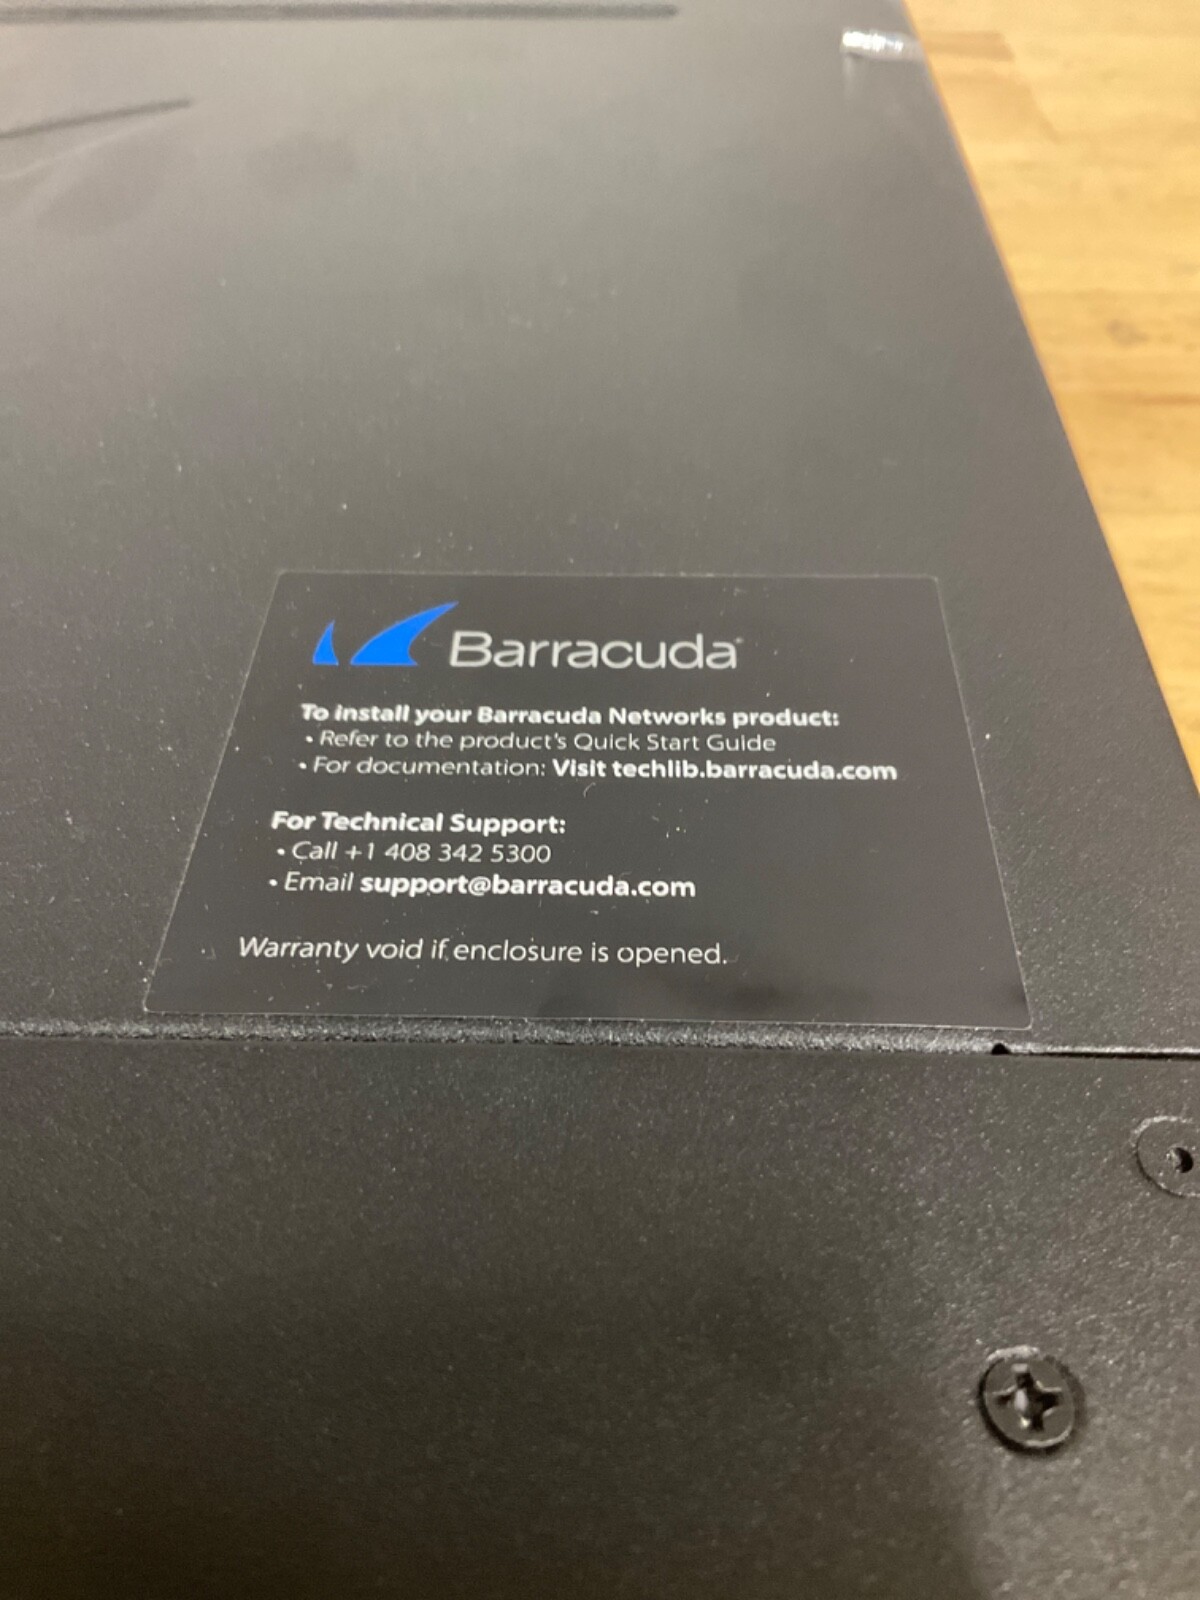 Barracuda
To install your Barracuda Networks product:
• Refer to the product's Quick Start Guide
• For documentation: Visit techlib.barracuda.com
For Technical Support:
• Call +1 408 342 5300
• Email support@barracuda.com
Warranty void if enclosure is opened.